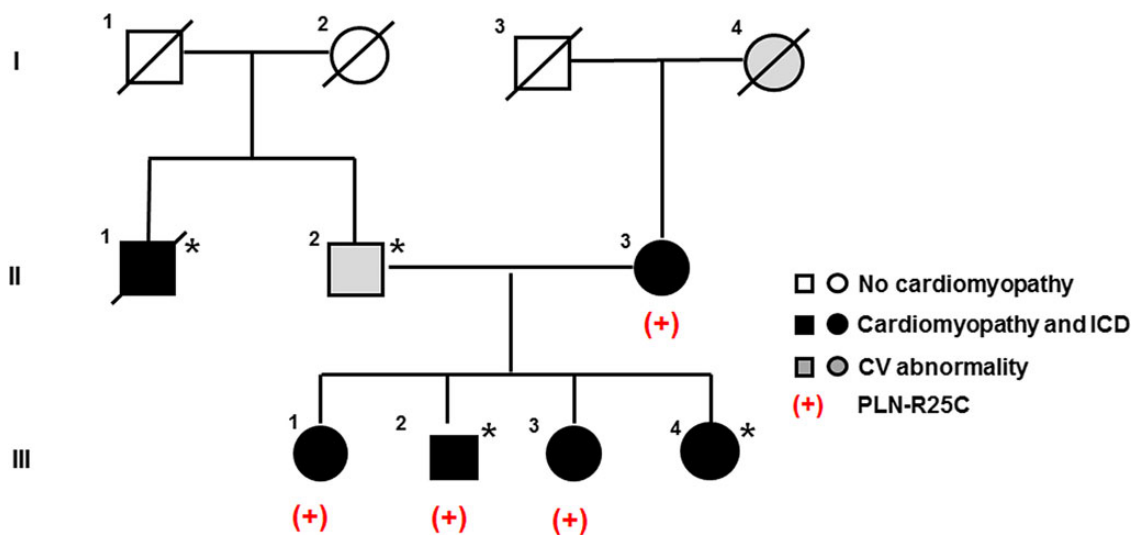 1 2 3 4
I
1 * 2 * 3
II
(+)
No cardiomyopathy
Cardiomyopathy and ICD
CV abnormality
(+) PLN-R25C
1 2 * 3 4 *
III
(+) (+) (+)